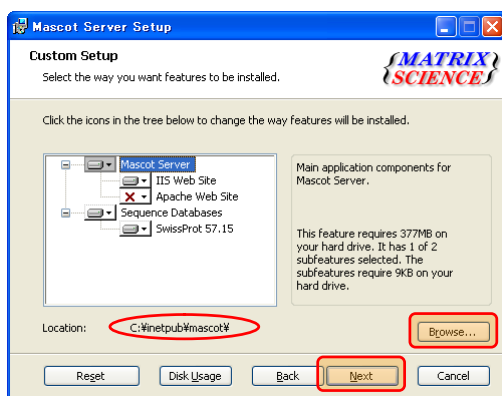 Mascot Server Setup
Custom Setup
Select the way you want features to be installed.
{MATRIX
SCIENCE}
Click the icons in the tree below to change the way features will be installed.
Mascot Server
IIS Web Site
Apache Web Site
Sequence Databases
SwissProt 57.15
Main application components for
Mascot Server.
This feature requires 377MB on
your hard drive. It has 1 of 2
subfeatures selected. The
subfeatures require 9KB on your
hard drive.
Location: C:¥inetpub¥mascot¥
Browse...
Reset Disk Usage Back Next Cancel